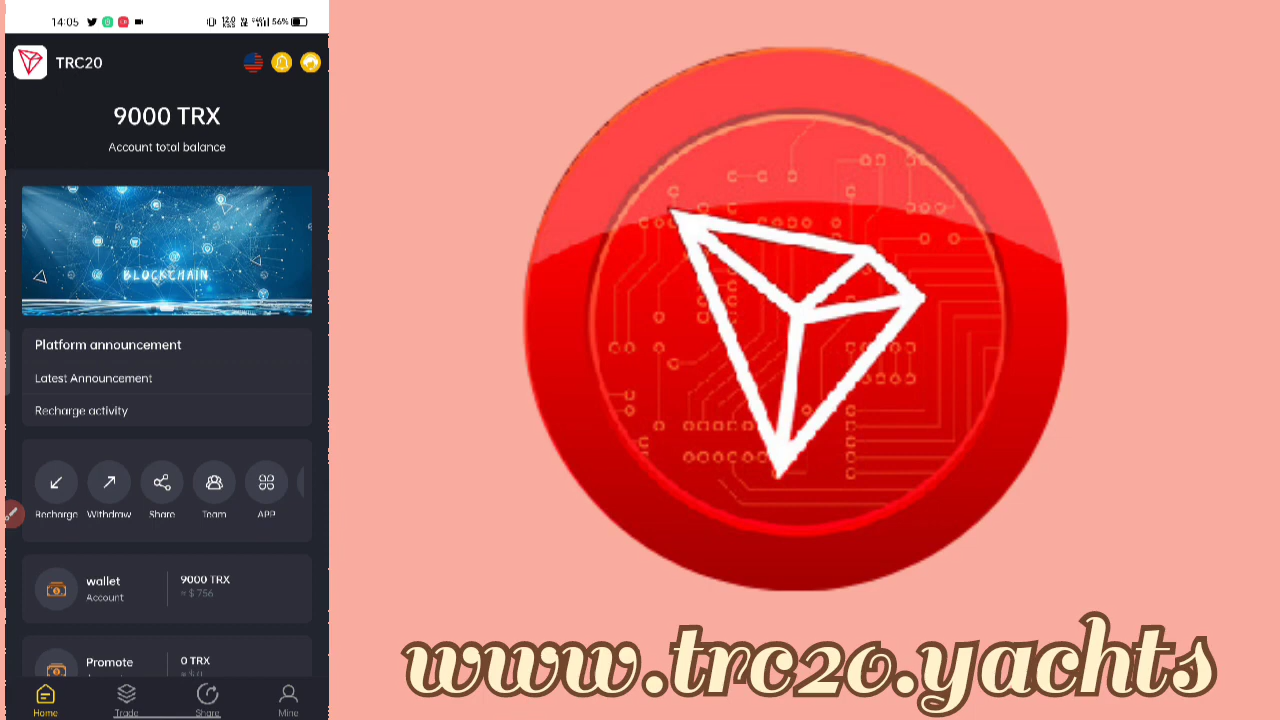 14:05
56%
TRC20
9000 TRX
Account total balance
BLOCKCHAIN
Platform announcement
Latest Announcement
Recharge activity
Recharge Withdraw Share Team APP
wallet 9000 TRX
Account ≈ $ 756
Promote 0 TRX
Home Trade Share Mine
www.trc20.yachts